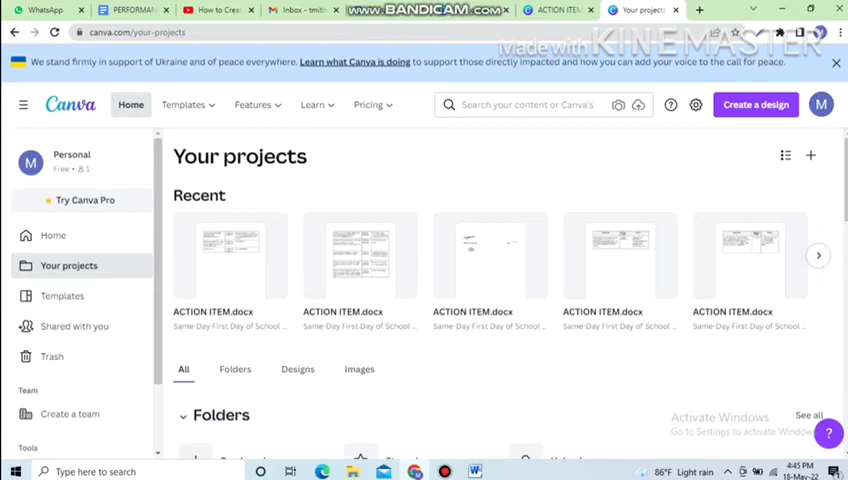 WhatsApp
PERFORMAN
How to Creat
Inbox - tmith
WWW.BANDICAM.COM
ACTION ITEM
Your projects
canva.com/your-projects
Made with KINEMASTER
We stand firmly in support of Ukraine and of peace everywhere. Learn what Canva is doing to support those directly impacted and how you can add your voice to the call for peace.
Canva
Home
Templates
Features
Learn
Pricing
Search your content or Canva's
Create a design
M
M
Personal
Free • 1
Try Canva Pro
Home
Your projects
Templates
Shared with you
Trash
Team
Create a team
Tools
Your projects
Recent
ACTION ITEM.docx
ACTION ITEM.docx
ACTION ITEM.docx
ACTION ITEM.docx
ACTION ITEM.docx
Same-Day First Day of School ...
Same-Day First Day of School ...
Same-Day First Day of School ...
Same-Day First Day of School ...
Same-Day First Day of School ...
All
Folders
Designs
Images
Folders
See all
Activate Windows
Go to Settings to activate Windows.
?
Type here to search
86°F Light rain
4:45 PM
18-May-22